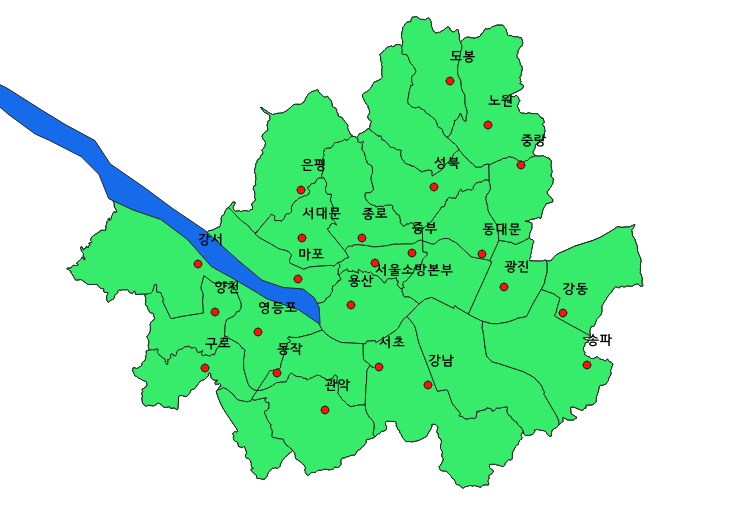 도봉
노원
중랑
성북
은평
서대문
종로
중부
동대문
강서
마포
서울소방본부
광진
용산
양천
강동
영등포
송파
구로
동작
서초
강남
관악